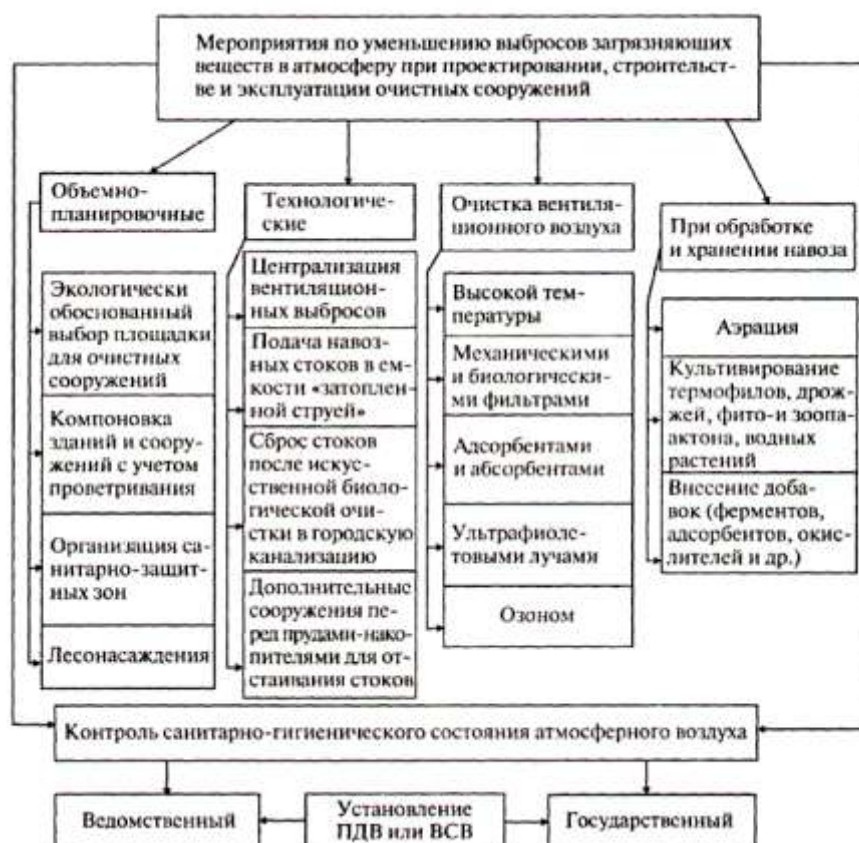 Мероприятия по уменьшению выбросов загрязняющих
веществ в атмосферу при проектировании, строительст-
ве и эксплуатации очистных сооружений
Объемно-
планировочные
Экологически
обоснованный
выбор площадки
для очистных
сооружений
Компоновка
зданий и соору-
жений с учетом
проветривания
Организация са-
нитарно-защит-
ных зон
Лесонасаждения
Технологиче-
ские
Централизация
вентиляцион-
ных выбросов
Подача навоз-
ных стоков в ем-
кости «затоплен-
ной струей»
Сброс стоков
после искус-
ственной биоло-
гической очи-
стки в городскую
канализацию
Дополнительные
сооружения пе-
ред прудами-нако-
пителями для от-
стаивания стоков
Очистка вентиля-
ционного воздуха
Высокой тем-
пературы
Механическими
и биологически-
ми фильтрами
Адсорбентами
и абсорбентами
Ультрафиоле-
товыми лучами
Озоном
При обработке
и хранении навоза
Аэрация
Культивирование
термофилов, дрож-
жей, фито- и зооп-
аактона, водных
растений
Внесение доба-
вок (ферментов,
адсорбентов, окис-
лителей и др.)
Контроль санитарно-гигиенического состояния атмосферного воздуха
Ведомственный
Установление
ПДВ или ВСВ
Государственный